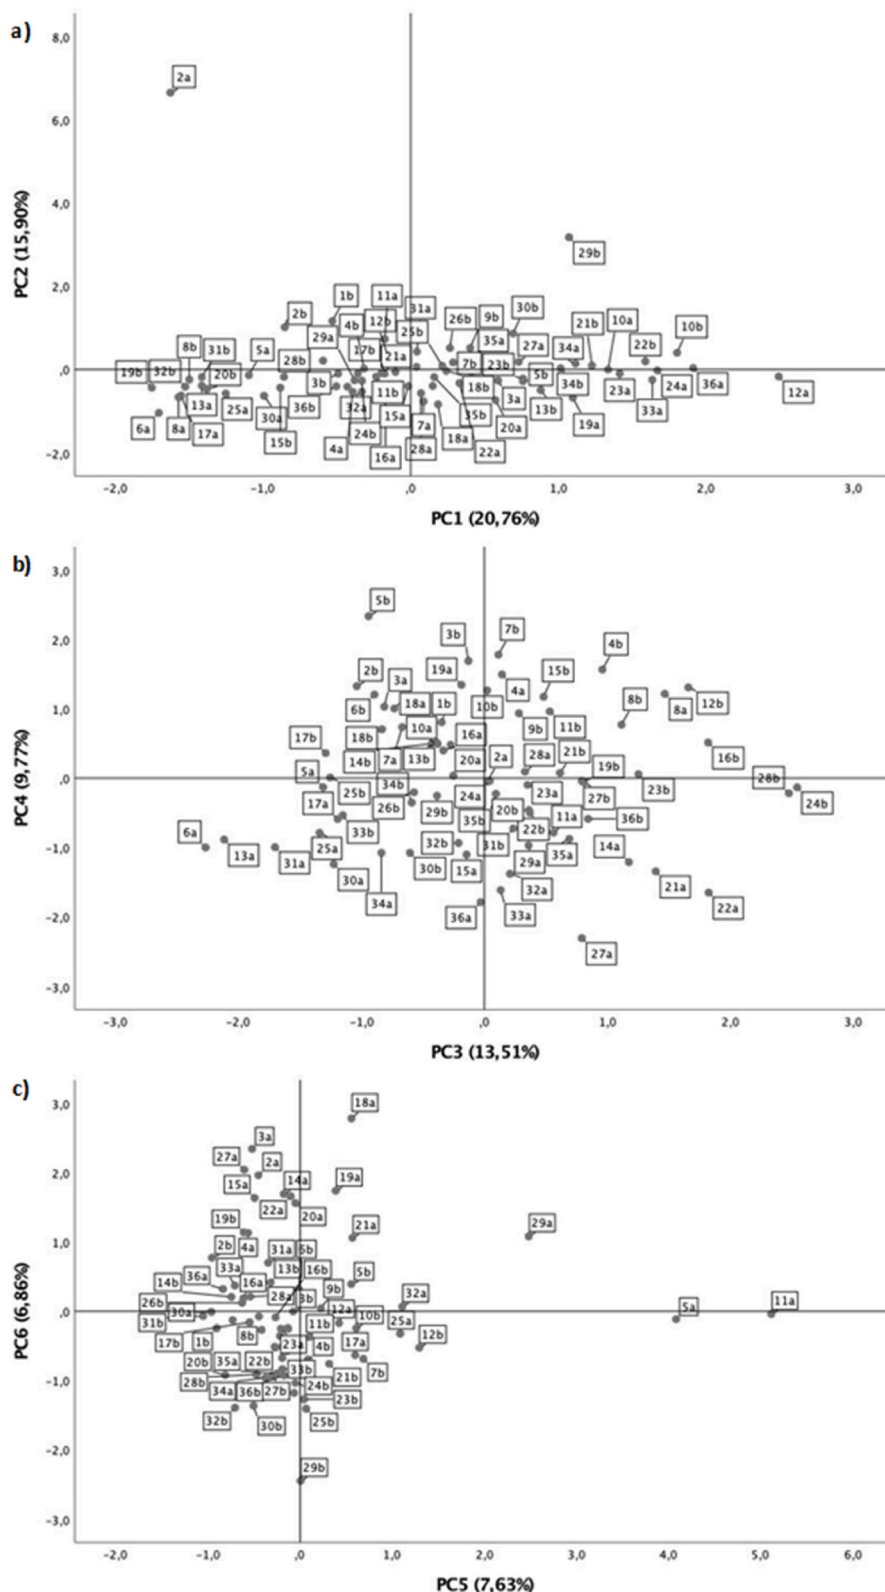 a)
8,0
2a
6,0
4,0
29b
PC2 (15,90%)
2,0
1b 11a 31a
2b 4b 12b 26b 9b 30b 21b 10a 10b
29a 25b 35a
8b 31b 5a 28b 17b 21a 7b 23b 27a 34a 22b
,0
19b 32b 20b 3b 11b 18b 5b 34b 23a 24a 36a
13a 25a 36b 32a 15a 35b 3a 13b 33a 12a
6a 8a 17a 30a 15b 24b 7a 18a 20a 19a
4a 16a 28a 22a
-2,0
-2,0 -1,0 ,0 1,0 2,0 3,0
PC1 (20,76%)
b)
3,0
5b
2,0
3b 7b 4b
2b 3a 19a 15b
6b 18a 1b 10b 4a 8b 8a 12b
1,0
17b 18b 10a 16a 9b 11b
14b 7a 13b 20a 2a 28a 21b 16b
PC4 (9,77%)
5a 34b 19b 28b
,0
25b 24a 23a 23b
17a 26b 29b 20b 27b 24b
35b 11a 36b
6a 33b 32b 31b 22b
-1,0
13a 31a 25a 30b 15a 29a 35a 14a
30a 32a 21a
34a 36a 33a 22a
-2,0
27a
-3,0
-3,0 -2,0 -1,0 ,0 1,0 2,0 3,0
PC3 (13,51%)
c)
3,0
18a
3a
27a 2a
2,0
15a 14a 19a
22a 20a
19b 21a 29a
1,0
2b 4a 31a 6b
33a 13b 16b 5b
14b 36a 16a 28a 9b 32a
26b 3b
PC6 (6,86%)
,0
30a 12a 5a 11a
31b 11b 10b 25a
17b 1b 8b 23a 4b 17a 12b
20b 35a 22b 33b 7b
28b 21b
-1,0
34a 36b 27b 24b
23b
32b 30b 25b
-2,0
29b
-3,0
-2,0 -1,0 ,0 1,0 2,0 3,0 4,0 5,0 6,0
PC5 (7,63%)